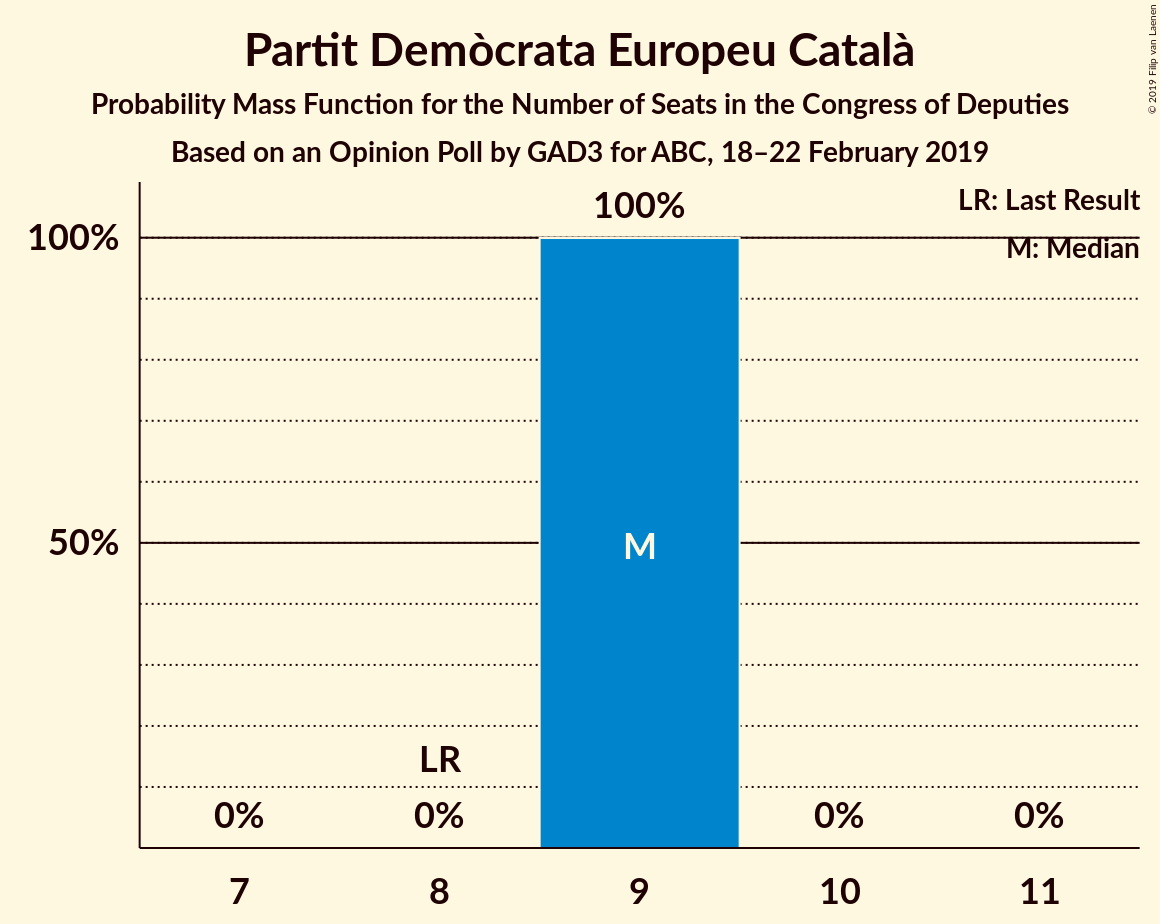 Partit Demòcrata Europeu Català
Probability Mass Function for the Number of Seats in the Congress of Deputies
Based on an Opinion Poll by GAD3 for ABC, 18–22 February 2019
© 2019 Filip van Laenen
LR: Last Result
M: Median
100%
100%
50%
M
LR
0%
0%
0%
0%
7
8
9
10
11